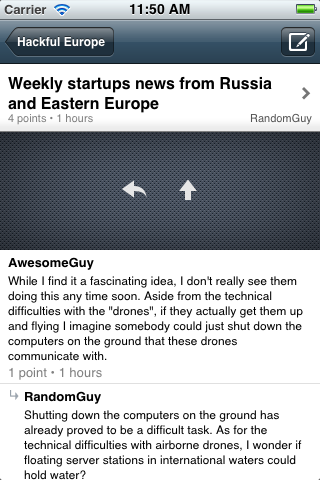 Carrier 11:50 AM
Hackful Europe
Weekly startups news from Russia
and Eastern Europe
4 points • 1 hours RandomGuy
AwesomeGuy
While I find it a fascinating idea, I don't really see them
doing this any time soon. Aside from the technical
difficulties with the "drones", if they actually get them up
and flying I imagine somebody could just shut down the
computers on the ground that these drones
communicate with.
1 point • 1 hours
RandomGuy
Shutting down the computers on the ground has
already proved to be a difficult task. As for the
technical difficulties with airborne drones, I wonder if
floating server stations in international waters could
hold water?